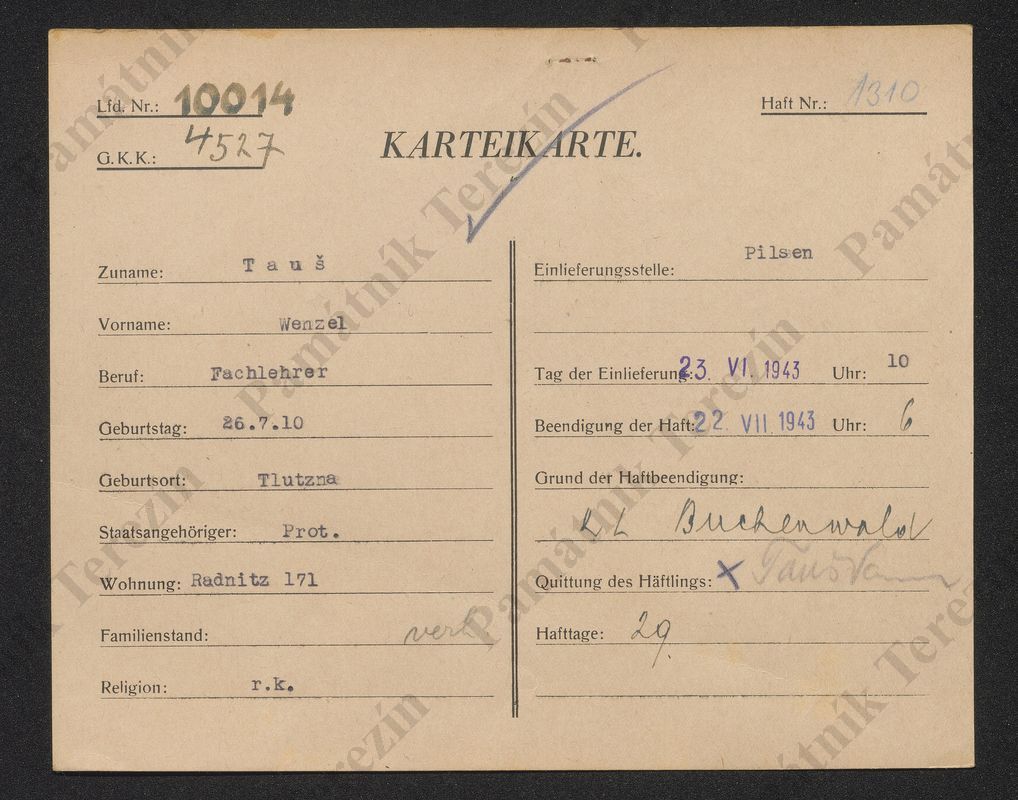 Lfd. Nr.: 10014
Haft Nr.: 1310
G.K.K.: 4527
KARTEIKARTE.
Zuname: Tauš
Vorname: Wenzel
Beruf: Fachlehrer
Geburtstag: 26.7.10
Geburtsort: Tlutzna
Staatsangehöriger: Prot.
Wohnung: Radnitz 171
Familienstand: verh
Religion: r.k.
Einlieferungsstelle: Pilsen
Tag der Einlieferung: 23. VI. 1943 Uhr: 10
Beendigung der Haft: 22 VII 1943 Uhr: 6
Grund der Haftbeendigung:
KL Buchenwald
Quittung des Häftlings: x Tauš
Hafttage: 29.
Památník Terezín